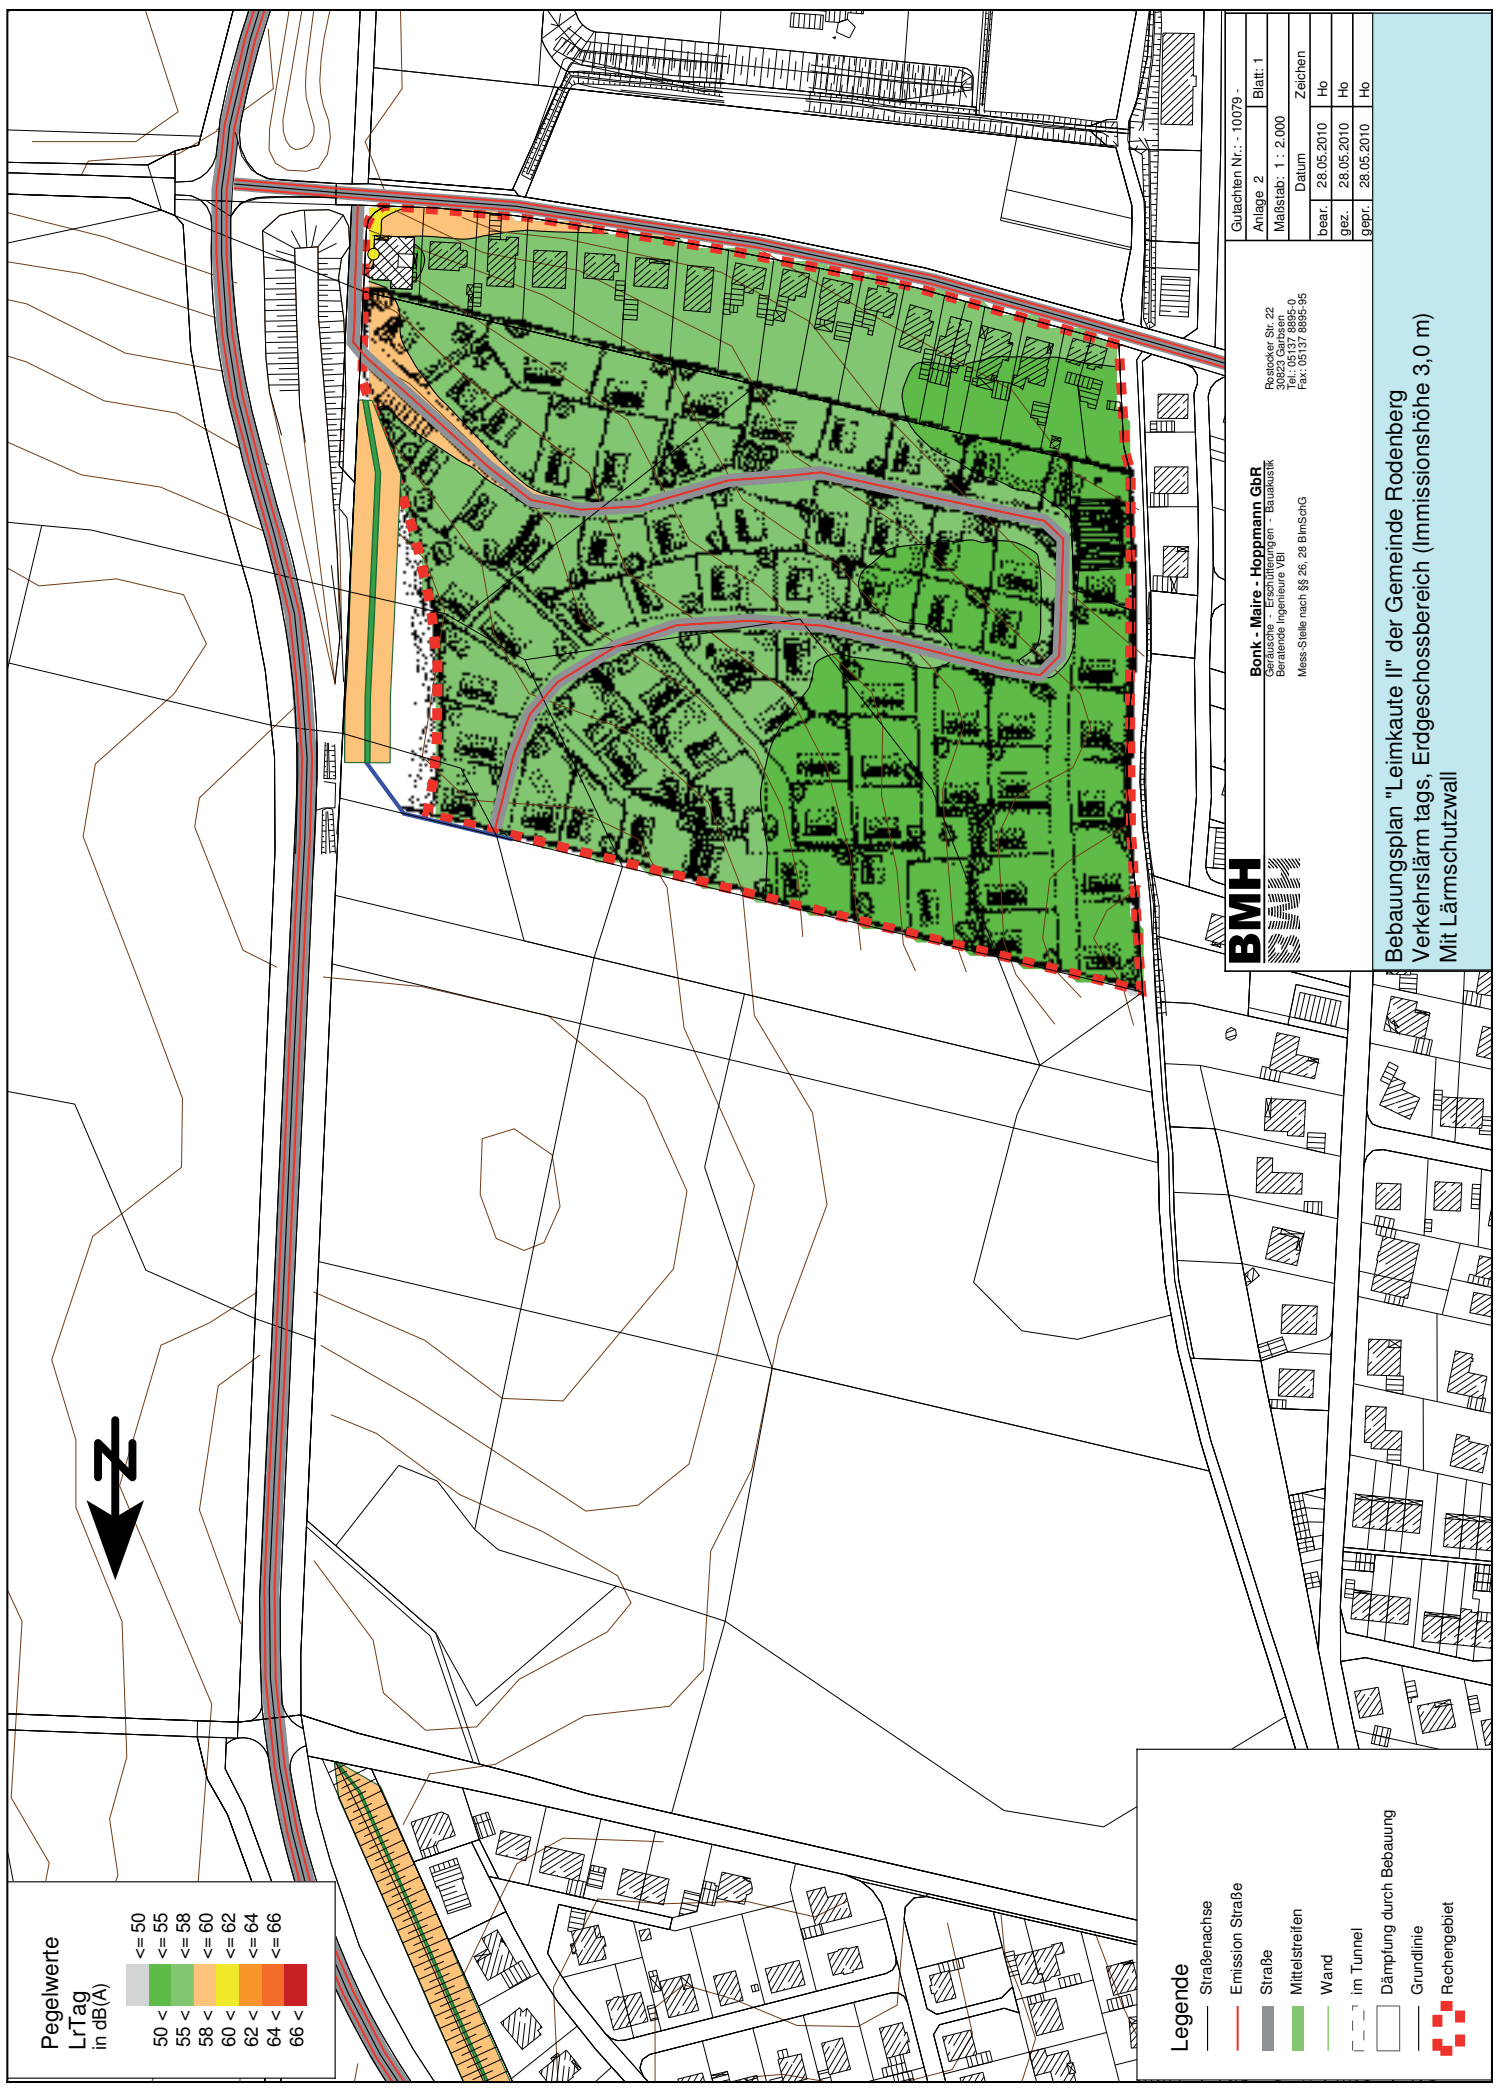 Gutachten Nr.: - 10079 -
Anlage 2 Blatt: 1
Maßstab: 1 : 2.000
Datum Zeichen
bear. 28.05.2010 Ho
gez. 28.05.2010 Ho
gepr. 28.05.2010 Ho
BMH
BMH
Bonk - Maire - Hoppmann GbR
Geräusche - Erschütterungen - Bauakustik
Beratende Ingenieure VBI
Mess-Stelle nach §§ 26, 28 BImSchG
Rostocker Str. 22
30823 Garbsen
Tel.: 05137 8895-0
Fax.: 05137 8895-95
Bebauungsplan "Leimkaute II" der Gemeinde Rodenberg
Verkehrslärm tags, Erdgeschossbereich (Immissionshöhe 3,0 m)
Mit Lärmschutzwall
N
Pegelwerte
LrTag
in dB(A)
<= 50
50 < <= 55
55 < <= 58
58 < <= 60
60 < <= 62
62 < <= 64
64 < <= 66
66 <
Legende
Straßenachse
Emission Straße
Straße
Mittelstreifen
Wand
im Tunnel
Dämpfung durch Bebauung
Grundlinie
Rechengebiet